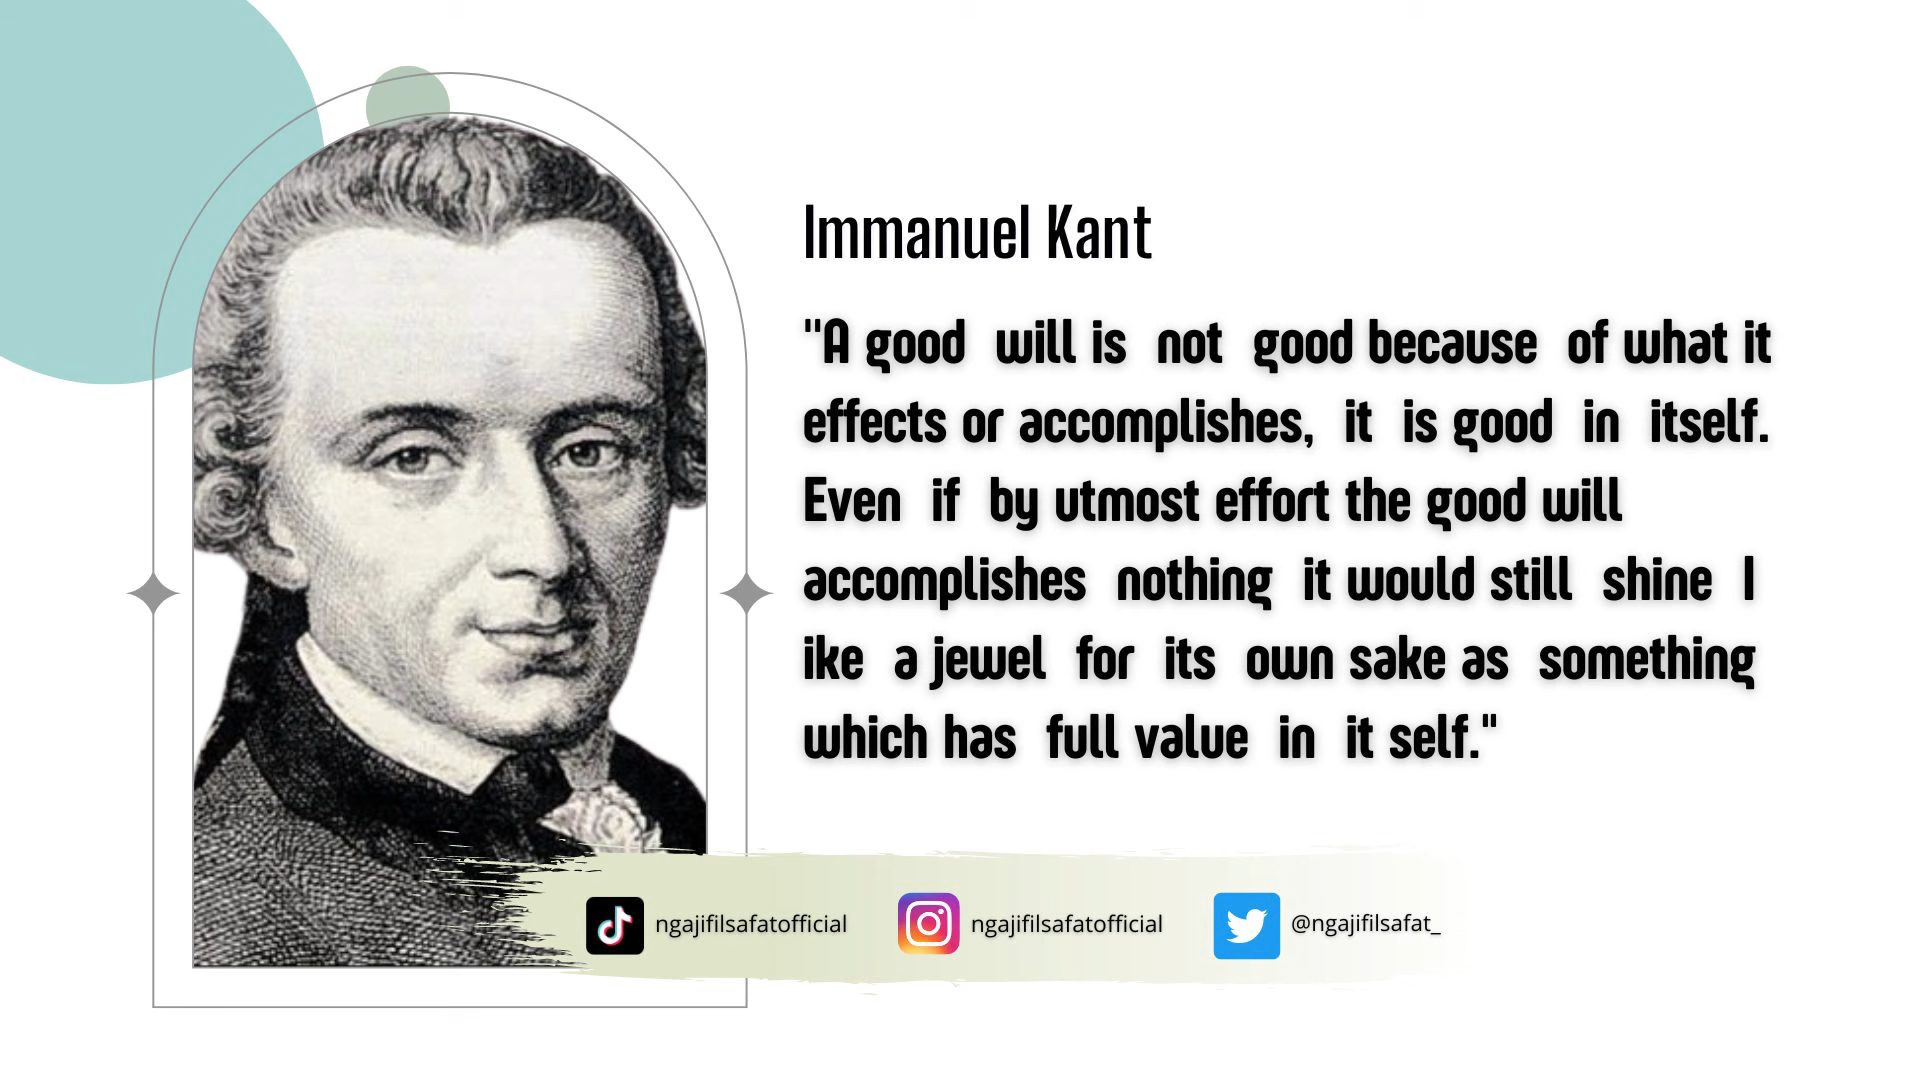 Immanuel Kant
"A good will is not good because of what it
effects or accomplishes, it is good in itself.
Even if by utmost effort the good will
accomplishes nothing it would still shine l
ike a jewel for its own sake as something
which has full value in it self."
ngajifilsafatofficial
ngajifilsafatofficial
@ngajifilsafat_